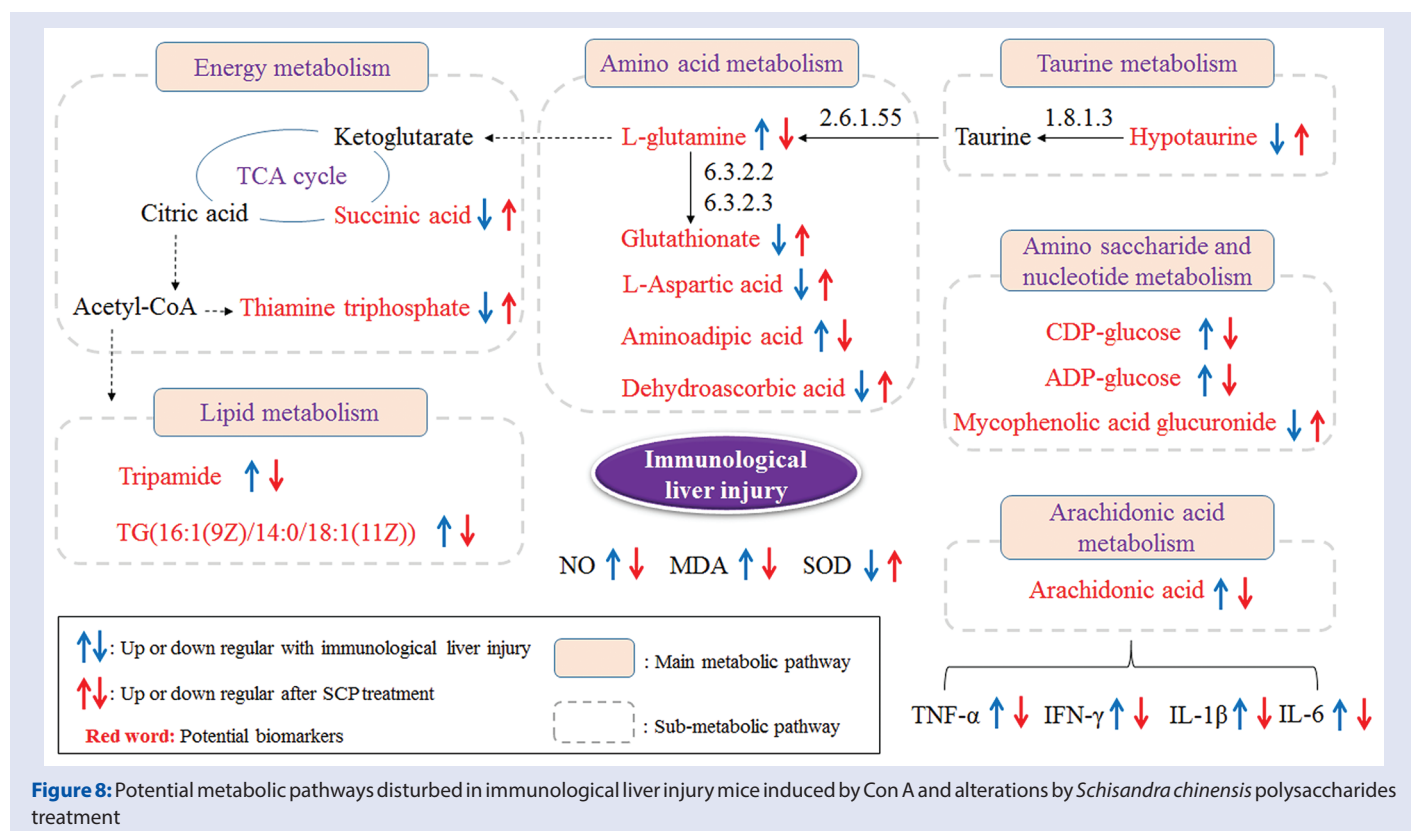 Energy metabolism
Ketoglutarate
TCA cycle
Citric acid
Succinic acid ↓ ↑
Acetyl-CoA
Thiamine triphosphate ↓ ↑
Lipid metabolism
Tripamide ↑ ↓
TG(16:1(9Z)/14:0/18:1(11Z)) ↑ ↓
Amino acid metabolism
L-glutamine ↑ ↓
2.6.1.55
6.3.2.2
6.3.2.3
Glutathionate ↓ ↑
L-Aspartic acid ↓ ↑
Aminoadipic acid ↑ ↓
Dehydroascorbic acid ↓ ↑
Immunological
liver injury
NO ↑ ↓ MDA ↑ ↓ SOD ↓ ↑
Taurine metabolism
Taurine
1.8.1.3
Hypotaurine ↓ ↑
Amino saccharide and
nucleotide metabolism
CDP-glucose ↑ ↓
ADP-glucose ↑ ↓
Mycophenolic acid glucuronide ↓ ↑
Arachidonic acid
metabolism
Arachidonic acid ↑ ↓
TNF-α ↑ ↓ IFN-γ ↑ ↓ IL-1β ↑ ↓ IL-6 ↑ ↓
↑↓: Up or down regular with immunological liver injury
↑↓: Up or down regular after SCP treatment
Red word: Potential biomarkers
: Main metabolic pathway
: Sub-metabolic pathway
Figure 8: Potential metabolic pathways disturbed in immunological liver injury mice induced by Con A and alterations by Schisandra chinensis polysaccharides
treatment